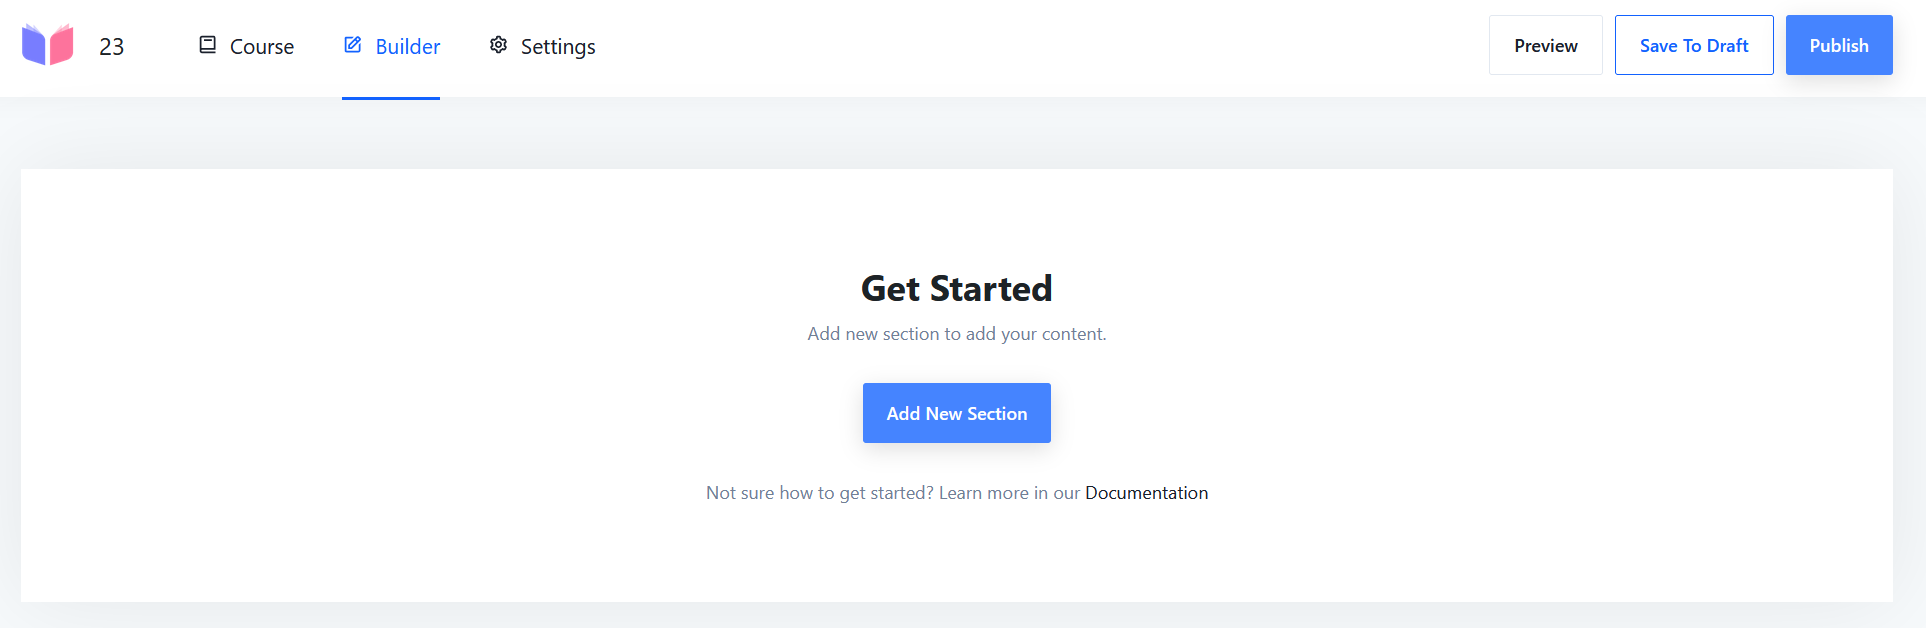 23 Course Builder Settings Preview Save To Draft Publish
Get Started
Add new section to add your content.
Add New Section
Not sure how to get started? Learn more in our Documentation